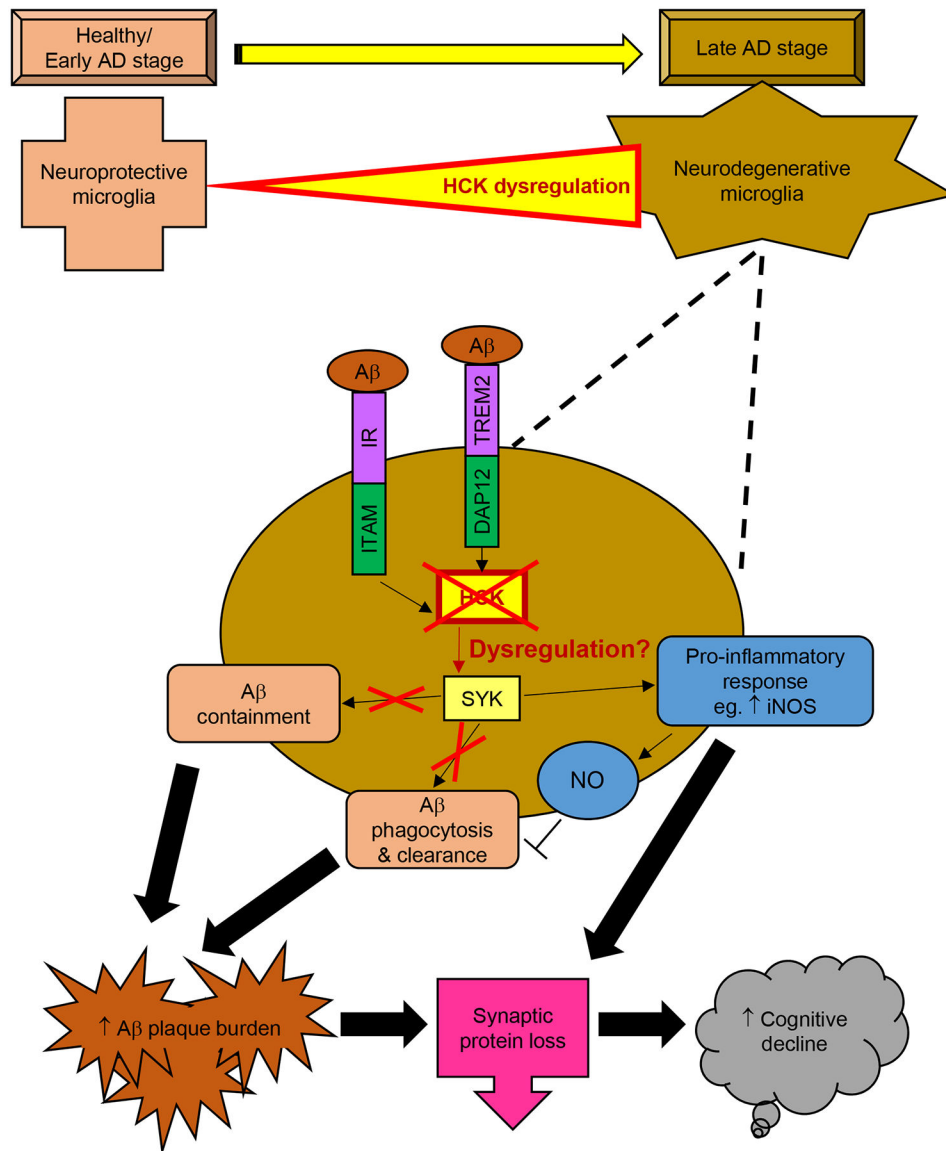 Healthy/
Early AD stage
Late AD stage
Neuroprotective
microglia
HCK dysregulation
Neurodegenerative
microglia
Aβ
Aβ
IR
TREM2
ITAM
DAP12
HCK
Dysregulation?
SYK
Aβ
containment
Pro-inflammatory
response
eg. ↑ iNOS
NO
Aβ
phagocytosis
& clearance
↑ Aβ plaque burden
Synaptic
protein loss
↑ Cognitive
decline